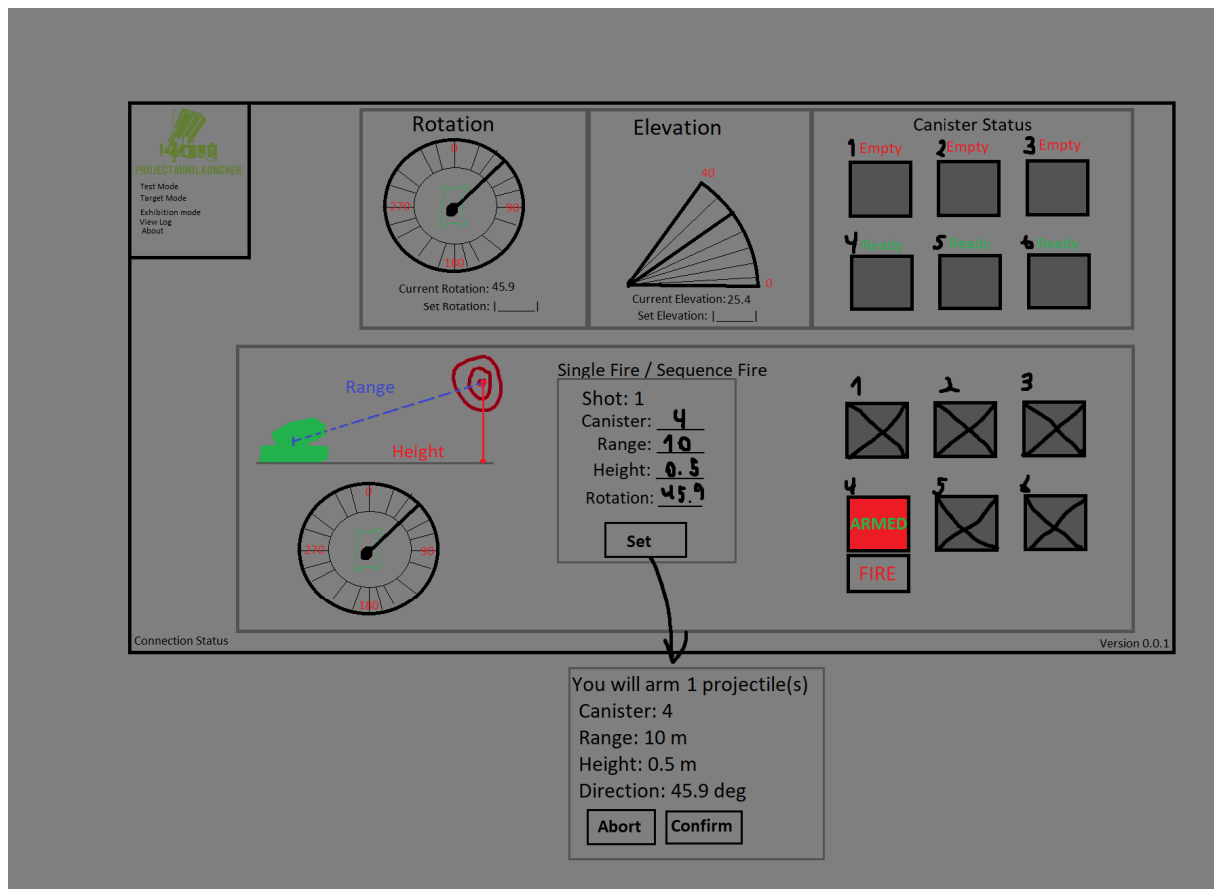 PROJECT MINI LAUNCHER
Test Mode
Target Mode
Exhibition mode
View Log
About
Rotation
0
270
90
180
Current Rotation: 45.9
Set Rotation: |______|
Elevation
40
0
Current Elevation: 25.4
Set Elevation: |______|
Canister Status
1 Empty
2 Empty
3 Empty
4 Ready
5 Ready
6 Ready
Range
Height
0
270
90
180
Single Fire / Sequence Fire
Shot: 1
Canister: 4
Range: 10
Height: 0.5
Rotation: 45.9
Set
1
2
3
4
5
6
ARMED
FIRE
Connection Status
Version 0.0.1
You will arm 1 projectile(s)
Canister: 4
Range: 10 m
Height: 0.5 m
Direction: 45.9 deg
Abort
Confirm